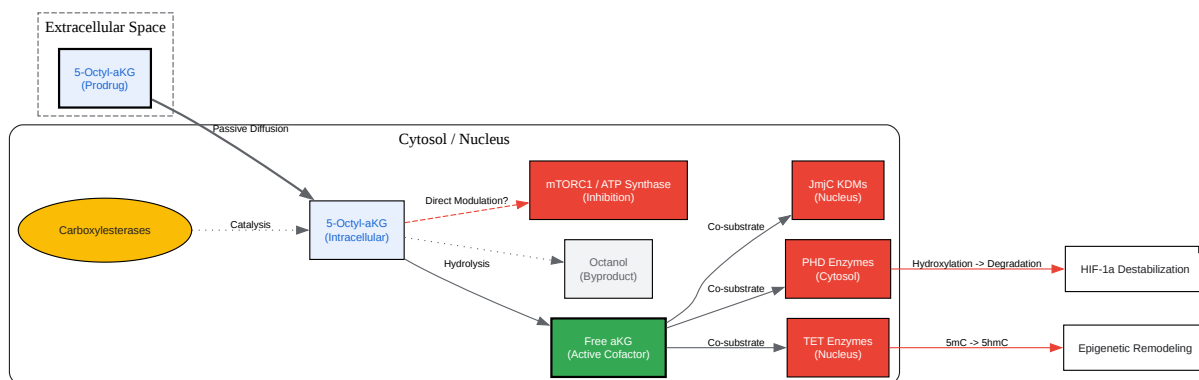 Extracellular Space
5-Octyl-aKG
(Prodrug)
Passive Diffusion
Cytosol / Nucleus
mTORC1 / ATP Synthase
(Inhibition)
JmjC KDMs
(Nucleus)
Direct Modulation?
Carboxylesterases
Catalysis
5-Octyl-aKG
(Intracellular)
Co-substrate
Octanol
(Byproduct)
Hydrolysis
PHD Enzymes
(Cytosol)
Hydroxylation -> Degradation
HIF-1a Destabilization
Co-substrate
Free aKG
(Active Cofactor)
Co-substrate
TET Enzymes
(Nucleus)
5mC -> 5hmC
Epigenetic Remodeling